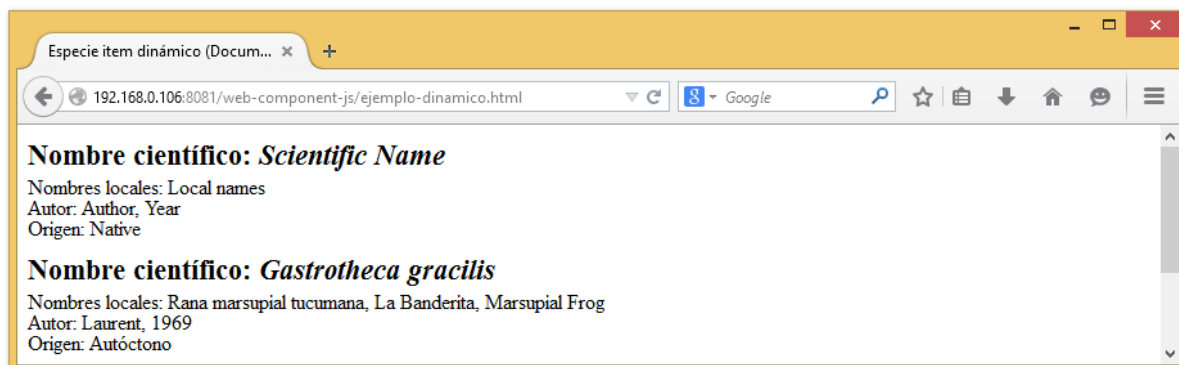 Especie item dinámico (Docum...
192.168.0.106:8081/web-component-js/ejemplo-dinamico.html
8 Google
Nombre científico: Scientific Name
Nombres locales: Local names
Autor: Author, Year
Origen: Native
Nombre científico: Gastrotheca gracilis
Nombres locales: Rana marsupial tucumana, La Banderita, Marsupial Frog
Autor: Laurent, 1969
Origen: Autóctono